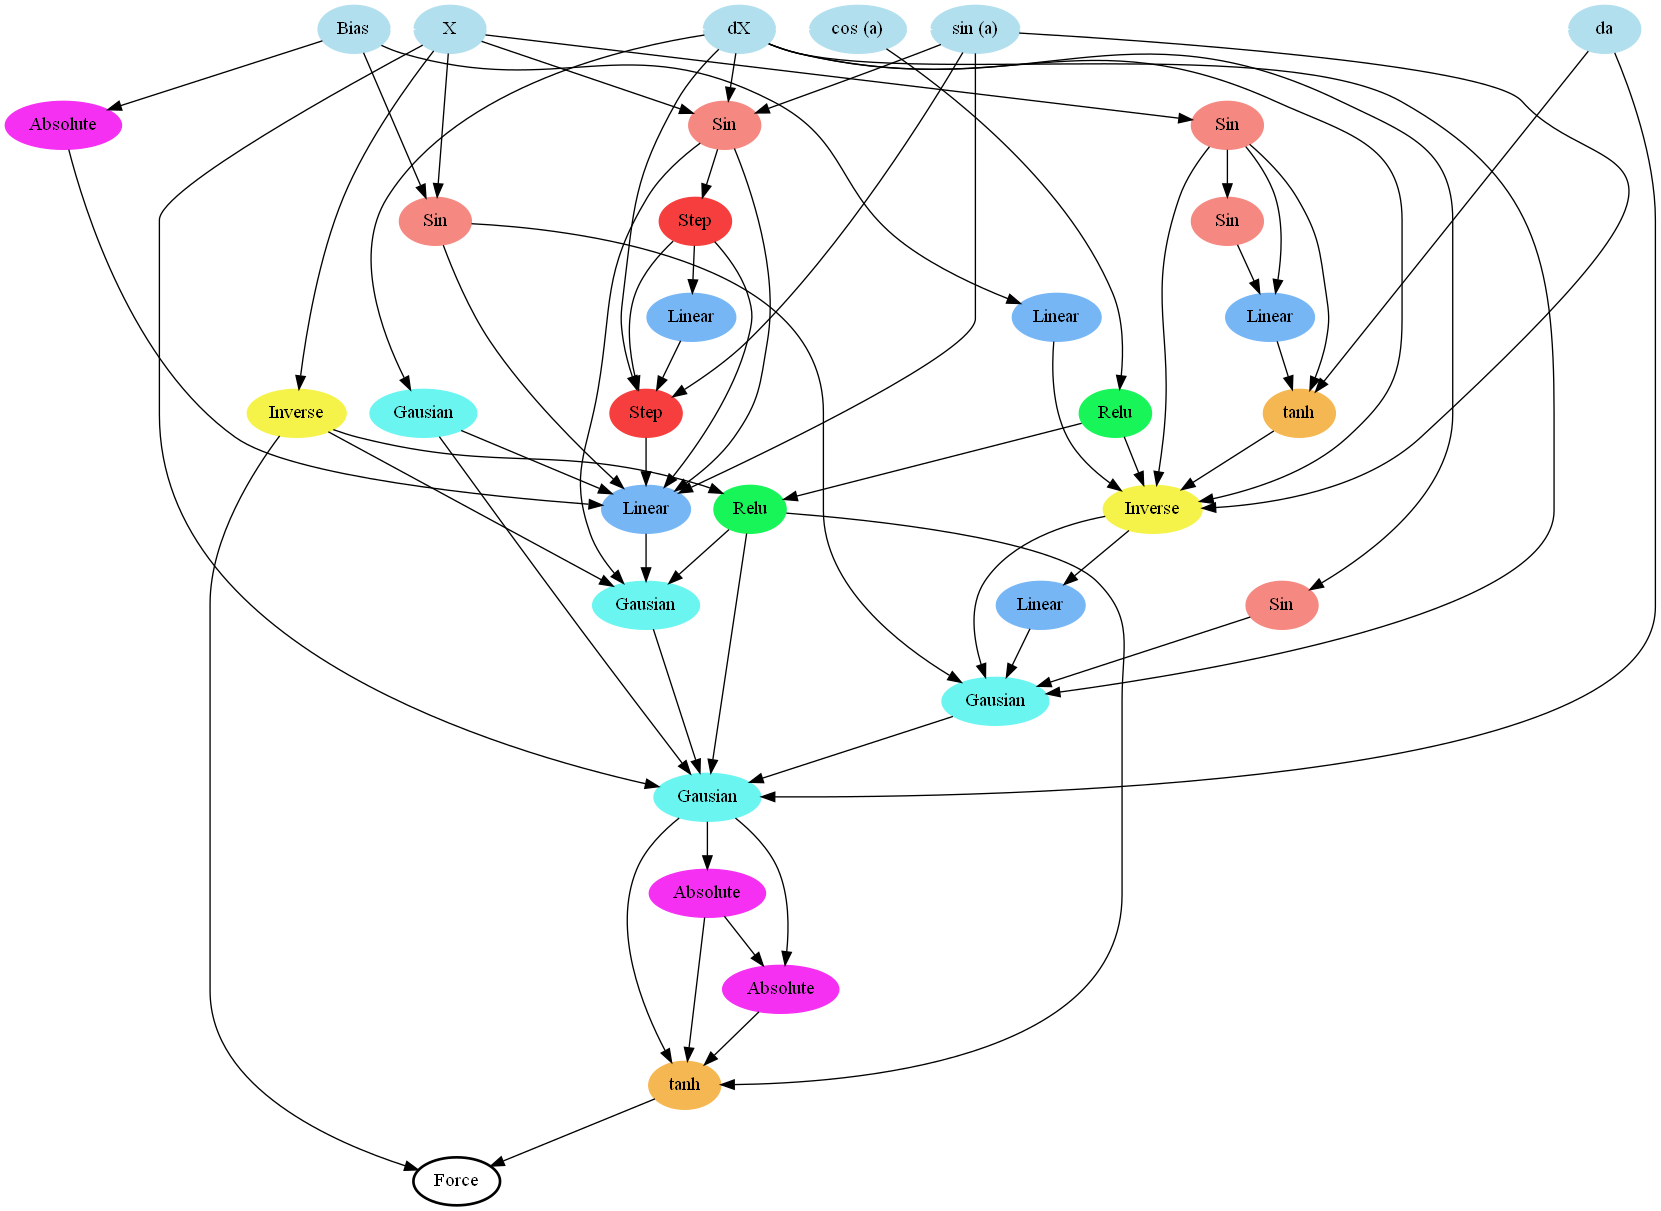 Bias
X
dX
cos (a)
sin (a)
da
Absolute
Sin
Sin
Sin
Step
Sin
Linear
Linear
Linear
Inverse
Gausian
Step
Relu
tanh
Linear
Relu
Inverse
Gausian
Linear
Sin
Gausian
Gausian
Absolute
Absolute
tanh
Force